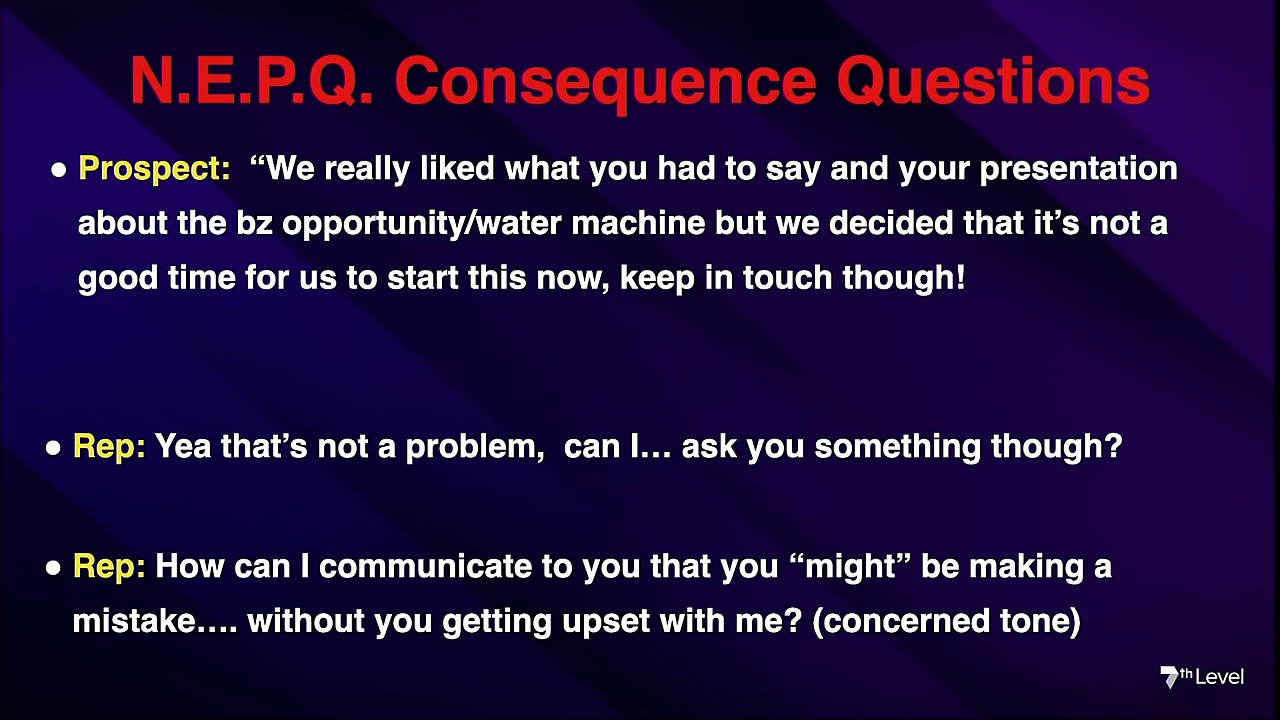 N.E.P.Q. Consequence Questions
● Prospect: “We really liked what you had to say and your presentation
about the bz opportunity/water machine but we decided that it’s not a
good time for us to start this now, keep in touch though!
● Rep: Yea that’s not a problem, can I… ask you something though?
● Rep: How can I communicate to you that you “might” be making a
mistake…. without you getting upset with me? (concerned tone)
7th Level